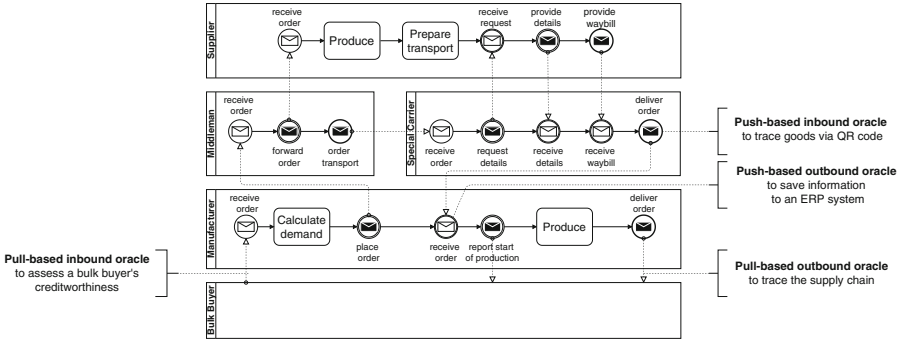 receive
order
Produce
Prepare
transport
receive
request
provide
details
provide
waybill
Supplier
receive
order
forward
order
order
transport
Middleman
receive
order
request
details
receive
details
receive
waybill
deliver
order
Special Carrier
Push-based inbound oracle
to trace goods via QR code
Push-based outbound oracle
to save information
to an ERP system
receive
order
Calculate
demand
place
order
receive
order
report start
of production
Produce
deliver
order
Manufacturer
Pull-based inbound oracle
to assess a bulk buyer's
creditworthiness
Pull-based outbound oracle
to trace the supply chain
Bulk Buyer